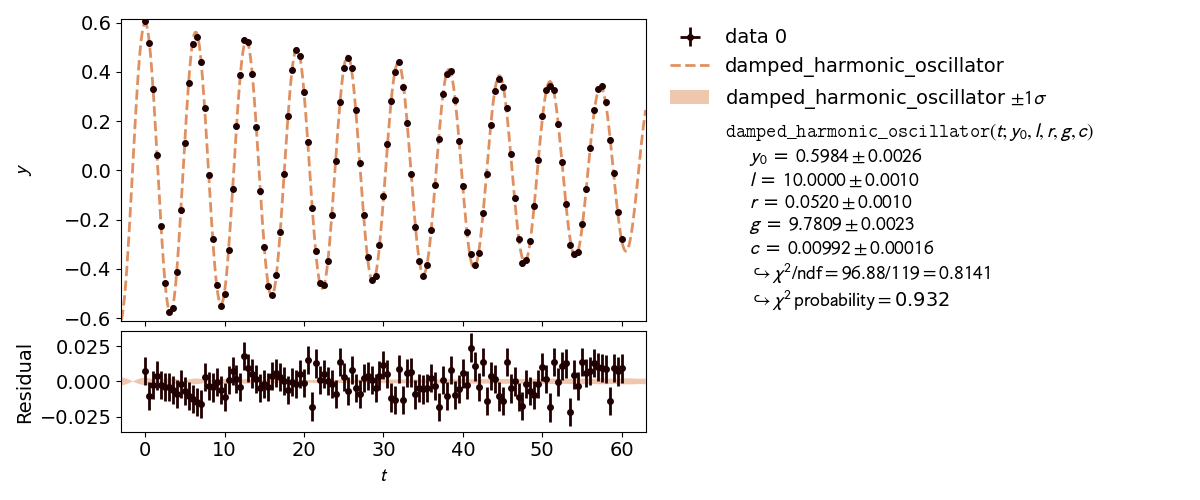 0.6
0.4
0.2
0.0
−0.2
−0.4
−0.6
y
0.025
0.000
−0.025
Residual
0 10 20 30 40 50 60
t
data 0
damped_harmonic_oscillator
damped_harmonic_oscillator ±1σ
damped_harmonic_oscillator(t; y₀, l, r, g, c)
y₀ = 0.5984 ± 0.0026
l = 10.0000 ± 0.0010
r = 0.0520 ± 0.0010
g = 9.7809 ± 0.0023
c = 0.00992 ± 0.00016
↪ χ²/ndf = 96.88/119 = 0.8141
↪ χ² probability = 0.932